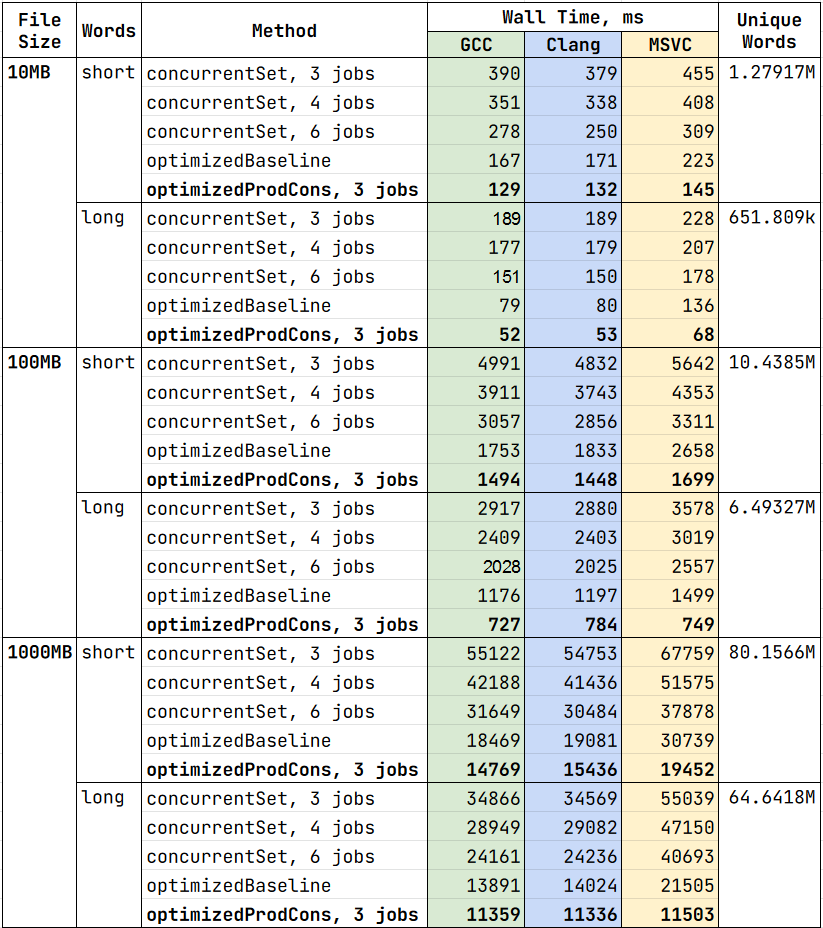 File Size Words Method Wall Time, ms Unique Words
GCC Clang MSVC
10MB short concurrentSet, 3 jobs 390 379 455 1.27917M
concurrentSet, 4 jobs 351 338 408
concurrentSet, 6 jobs 278 250 309
optimizedBaseline 167 171 223
optimizedProdCons, 3 jobs 129 132 145
long concurrentSet, 3 jobs 189 189 228 651.809k
concurrentSet, 4 jobs 177 179 207
concurrentSet, 6 jobs 151 150 178
optimizedBaseline 79 80 136
optimizedProdCons, 3 jobs 52 53 68
100MB short concurrentSet, 3 jobs 4991 4832 5642 10.4385M
concurrentSet, 4 jobs 3911 3743 4353
concurrentSet, 6 jobs 3057 2856 3311
optimizedBaseline 1753 1833 2658
optimizedProdCons, 3 jobs 1494 1448 1699
long concurrentSet, 3 jobs 2917 2880 3578 6.49327M
concurrentSet, 4 jobs 2409 2403 3019
concurrentSet, 6 jobs 2028 2025 2557
optimizedBaseline 1176 1197 1499
optimizedProdCons, 3 jobs 727 784 749
1000MB short concurrentSet, 3 jobs 55122 54753 67759 80.1566M
concurrentSet, 4 jobs 42188 41436 51575
concurrentSet, 6 jobs 31649 30484 37878
optimizedBaseline 18469 19081 30739
optimizedProdCons, 3 jobs 14769 15436 19452
long concurrentSet, 3 jobs 34866 34569 55039 64.6418M
concurrentSet, 4 jobs 28949 29082 47150
concurrentSet, 6 jobs 24161 24236 40693
optimizedBaseline 13891 14024 21505
optimizedProdCons, 3 jobs 11359 11336 11503